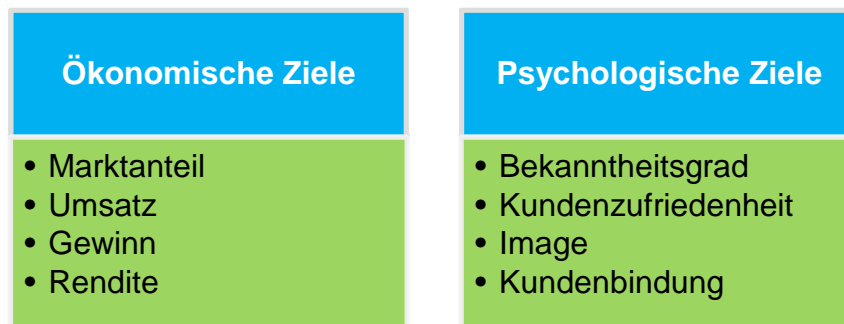 Ökonomische Ziele
• Marktanteil
• Umsatz
• Gewinn
• Rendite
Psychologische Ziele
• Bekanntheitsgrad
• Kundenzufriedenheit
• Image
• Kundenbindung